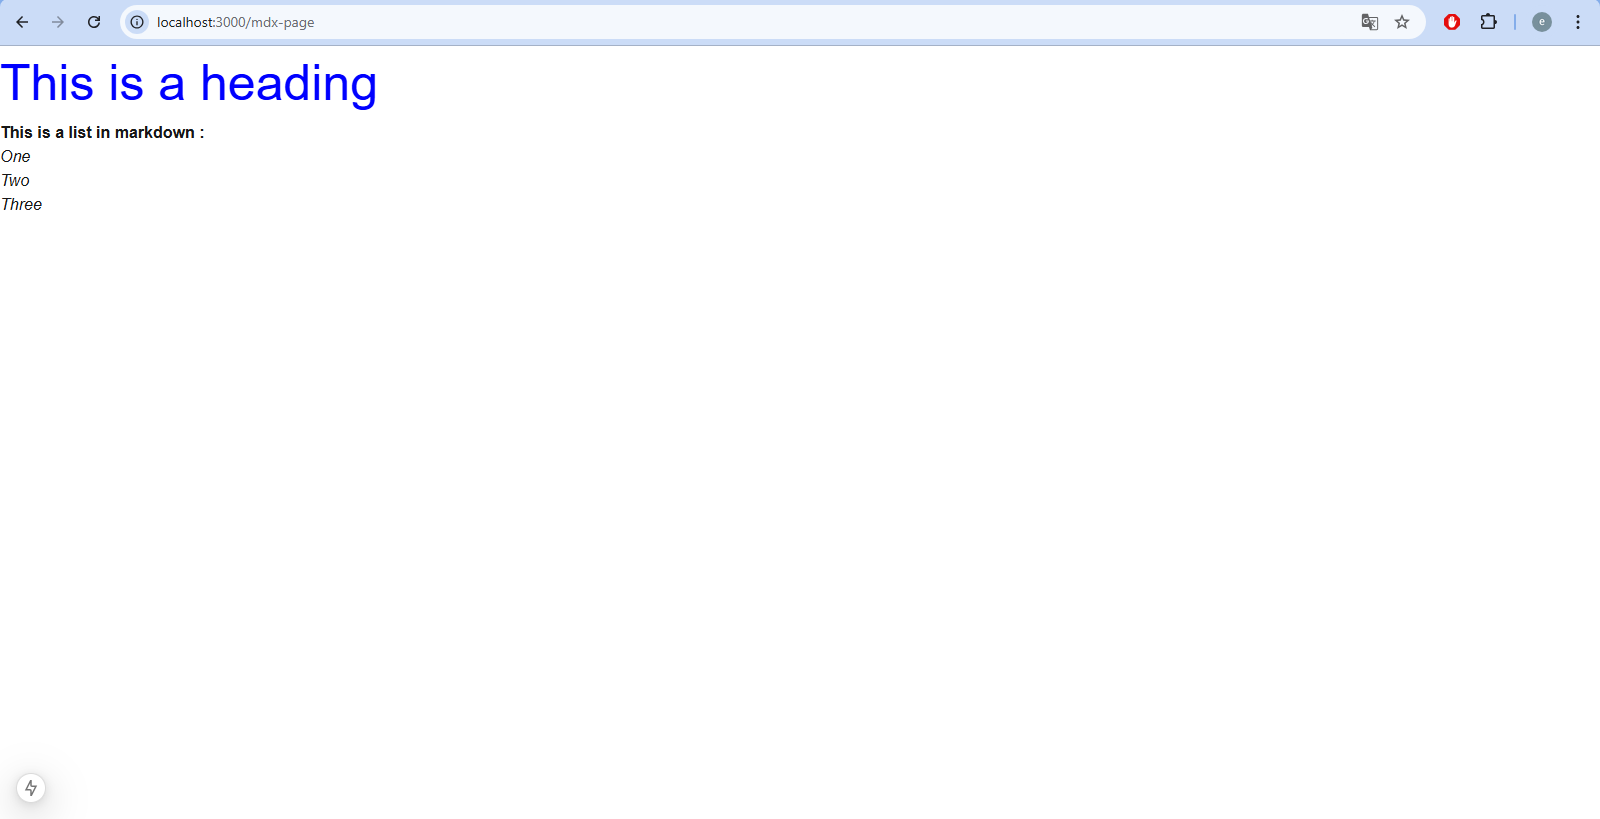 localhost:3000/mdx-page
e
This is a heading
This is a list in markdown :
One
Two
Three